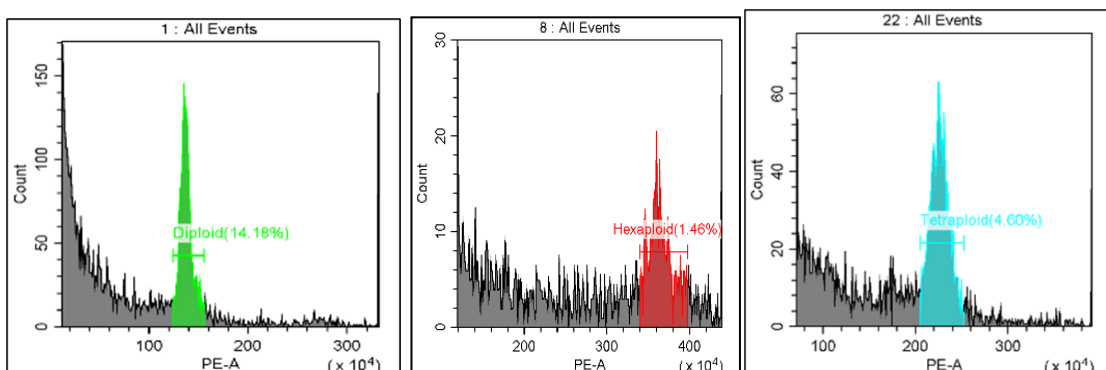 1 : All Events
150
100
50
0
Count
Diploid(14.18%)
100
200
300
PE-A
(× 10⁴)
8 : All Events
30
20
10
0
Count
Hexaploid(1.46%)
200
300
400
PE-A
(× 10⁴)
22 : All Events
60
40
20
0
Count
Tetraploid(4.60%)
100
200
300
PE-A
(× 10⁴)